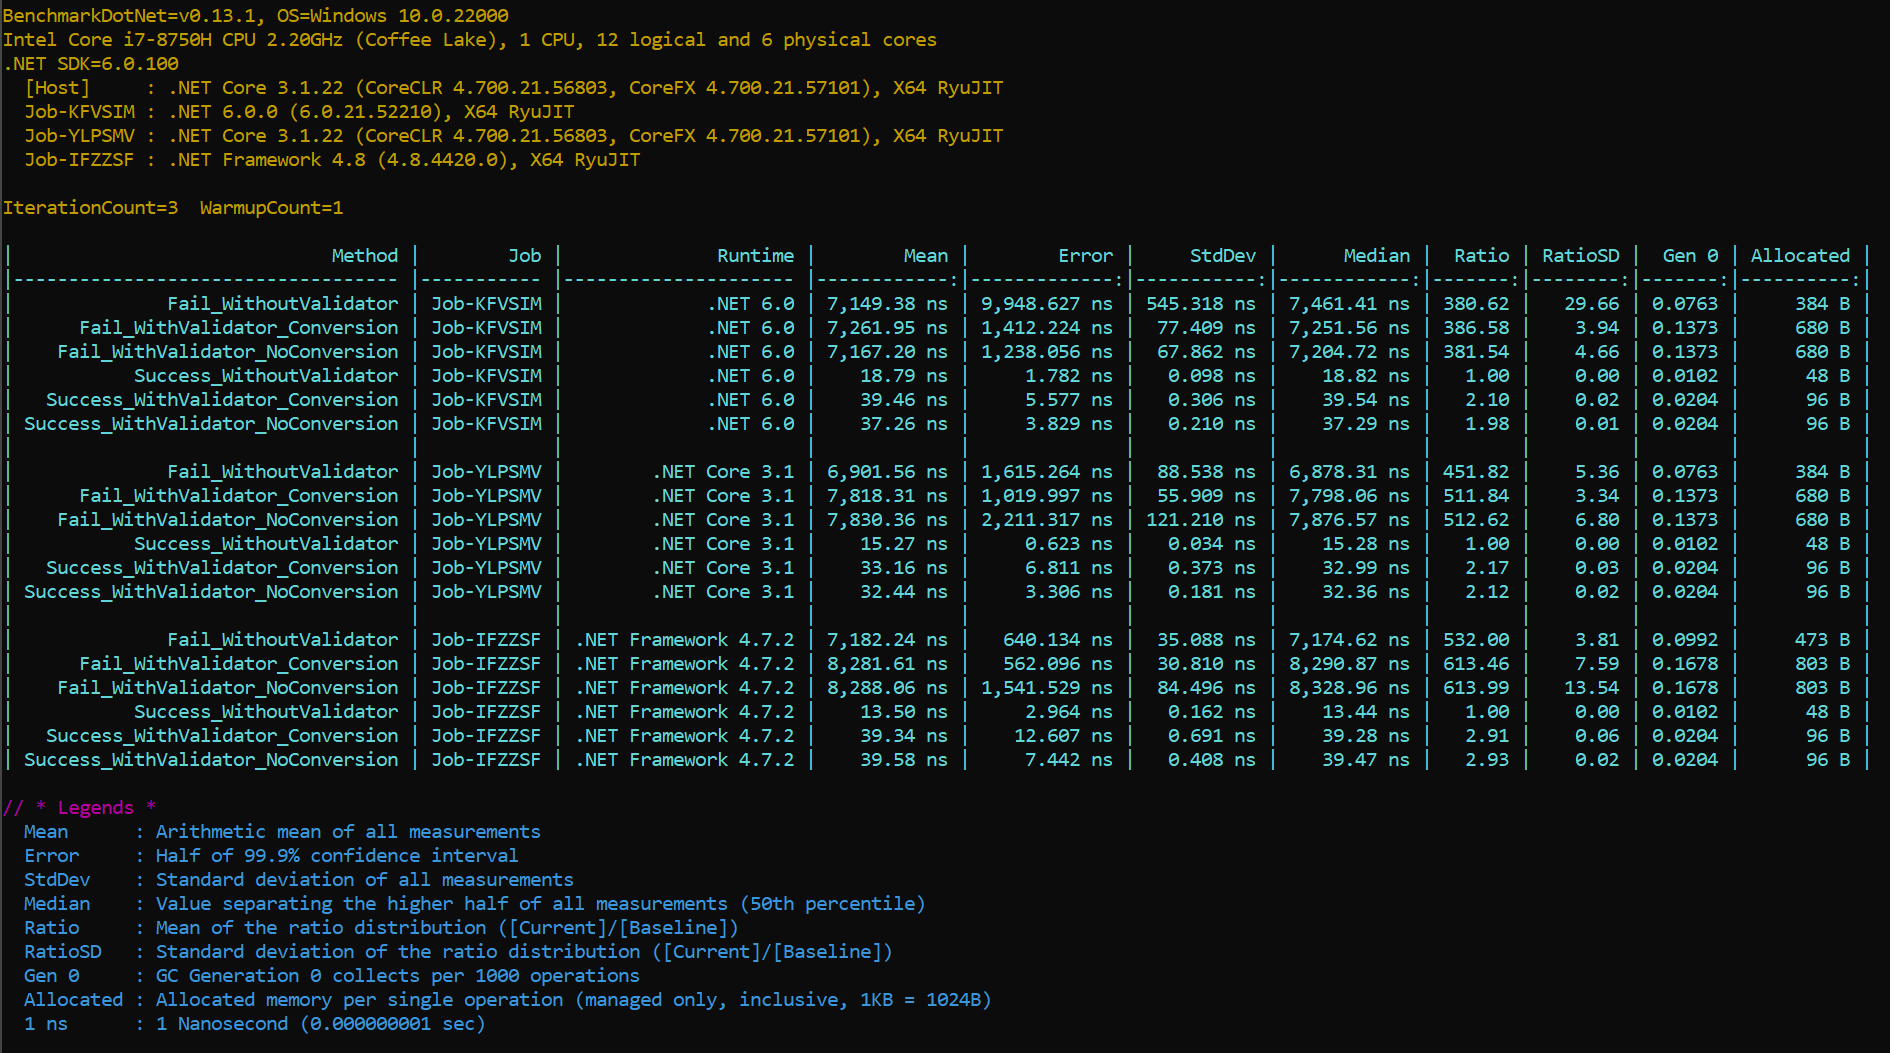 BenchmarkDotNet=v0.13.1, OS=Windows 10.0.22000
Intel Core i7-8750H CPU 2.20GHz (Coffee Lake), 1 CPU, 12 logical and 6 physical cores
.NET SDK=6.0.100
  [Host]     : .NET Core 3.1.22 (CoreCLR 4.700.21.56803, CoreFX 4.700.21.57101), X64 RyuJIT
  Job-KFVSIM : .NET 6.0.0 (6.0.21.52210), X64 RyuJIT
  Job-YLPSMV : .NET Core 3.1.22 (CoreCLR 4.700.21.56803, CoreFX 4.700.21.57101), X64 RyuJIT
  Job-IFZZSF : .NET Framework 4.8 (4.8.4420.0), X64 RyuJIT

IterationCount=3  WarmupCount=1

|                             Method |        Job |              Runtime |        Mean |        Error |     StdDev |      Median |  Ratio | RatioSD |  Gen 0 | Allocated |
|----------------------------------- |----------- |--------------------- |------------:|-------------:|-----------:|------------:|-------:|--------:|-------:|----------:|
|              Fail_WithoutValidator | Job-KFVSIM |             .NET 6.0 | 7,149.38 ns | 9,948.627 ns | 545.318 ns | 7,461.41 ns | 380.62 |   29.66 | 0.0763 |     384 B |
|      Fail_WithValidator_Conversion | Job-KFVSIM |             .NET 6.0 | 7,261.95 ns | 1,412.224 ns |  77.409 ns | 7,251.56 ns | 386.58 |    3.94 | 0.1373 |     680 B |
|    Fail_WithValidator_NoConversion | Job-KFVSIM |             .NET 6.0 | 7,167.20 ns | 1,238.056 ns |  67.862 ns | 7,204.72 ns | 381.54 |    4.66 | 0.1373 |     680 B |
|           Success_WithoutValidator | Job-KFVSIM |             .NET 6.0 |    18.79 ns |     1.782 ns |   0.098 ns |    18.82 ns |   1.00 |    0.00 | 0.0102 |      48 B |
|   Success_WithValidator_Conversion | Job-KFVSIM |             .NET 6.0 |    39.46 ns |     5.577 ns |   0.306 ns |    39.54 ns |   2.10 |    0.02 | 0.0204 |      96 B |
| Success_WithValidator_NoConversion | Job-KFVSIM |             .NET 6.0 |    37.26 ns |     3.829 ns |   0.210 ns |    37.29 ns |   1.98 |    0.01 | 0.0204 |      96 B |
|                                    |            |                      |             |              |            |             |        |         |        |           |
|              Fail_WithoutValidator | Job-YLPSMV |        .NET Core 3.1 | 6,901.56 ns | 1,615.264 ns |  88.538 ns | 6,878.31 ns | 451.82 |    5.36 | 0.0763 |     384 B |
|      Fail_WithValidator_Conversion | Job-YLPSMV |        .NET Core 3.1 | 7,818.31 ns | 1,019.997 ns |  55.909 ns | 7,798.06 ns | 511.84 |    3.34 | 0.1373 |     680 B |
|    Fail_WithValidator_NoConversion | Job-YLPSMV |        .NET Core 3.1 | 7,830.36 ns | 2,211.317 ns | 121.210 ns | 7,876.57 ns | 512.62 |    6.80 | 0.1373 |     680 B |
|           Success_WithoutValidator | Job-YLPSMV |        .NET Core 3.1 |    15.27 ns |     0.623 ns |   0.034 ns |    15.28 ns |   1.00 |    0.00 | 0.0102 |      48 B |
|   Success_WithValidator_Conversion | Job-YLPSMV |        .NET Core 3.1 |    33.16 ns |     6.811 ns |   0.373 ns |    32.99 ns |   2.17 |    0.03 | 0.0204 |      96 B |
| Success_WithValidator_NoConversion | Job-YLPSMV |        .NET Core 3.1 |    32.44 ns |     3.306 ns |   0.181 ns |    32.36 ns |   2.12 |    0.02 | 0.0204 |      96 B |
|                                    |            |                      |             |              |            |             |        |         |        |           |
|              Fail_WithoutValidator | Job-IFZZSF | .NET Framework 4.7.2 | 7,182.24 ns |   640.134 ns |  35.088 ns | 7,174.62 ns | 532.00 |    3.81 | 0.0992 |     473 B |
|      Fail_WithValidator_Conversion | Job-IFZZSF | .NET Framework 4.7.2 | 8,281.61 ns |   562.096 ns |  30.810 ns | 8,290.87 ns | 613.46 |    7.59 | 0.1678 |     803 B |
|    Fail_WithValidator_NoConversion | Job-IFZZSF | .NET Framework 4.7.2 | 8,288.06 ns | 1,541.529 ns |  84.496 ns | 8,328.96 ns | 613.99 |   13.54 | 0.1678 |     803 B |
|           Success_WithoutValidator | Job-IFZZSF | .NET Framework 4.7.2 |    13.50 ns |     2.964 ns |   0.162 ns |    13.44 ns |   1.00 |    0.00 | 0.0102 |      48 B |
|   Success_WithValidator_Conversion | Job-IFZZSF | .NET Framework 4.7.2 |    39.34 ns |    12.607 ns |   0.691 ns |    39.28 ns |   2.91 |    0.06 | 0.0204 |      96 B |
| Success_WithValidator_NoConversion | Job-IFZZSF | .NET Framework 4.7.2 |    39.58 ns |     7.442 ns |   0.408 ns |    39.47 ns |   2.93 |    0.02 | 0.0204 |      96 B |

// * Legends *
  Mean      : Arithmetic mean of all measurements
  Error     : Half of 99.9% confidence interval
  StdDev    : Standard deviation of all measurements
  Median    : Value separating the higher half of all measurements (50th percentile)
  Ratio     : Mean of the ratio distribution ([Current]/[Baseline])
  RatioSD   : Standard deviation of the ratio distribution ([Current]/[Baseline])
  Gen 0     : GC Generation 0 collects per 1000 operations
  Allocated : Allocated memory per single operation (managed only, inclusive, 1KB = 1024B)
  1 ns      : 1 Nanosecond (0.000000001 sec)